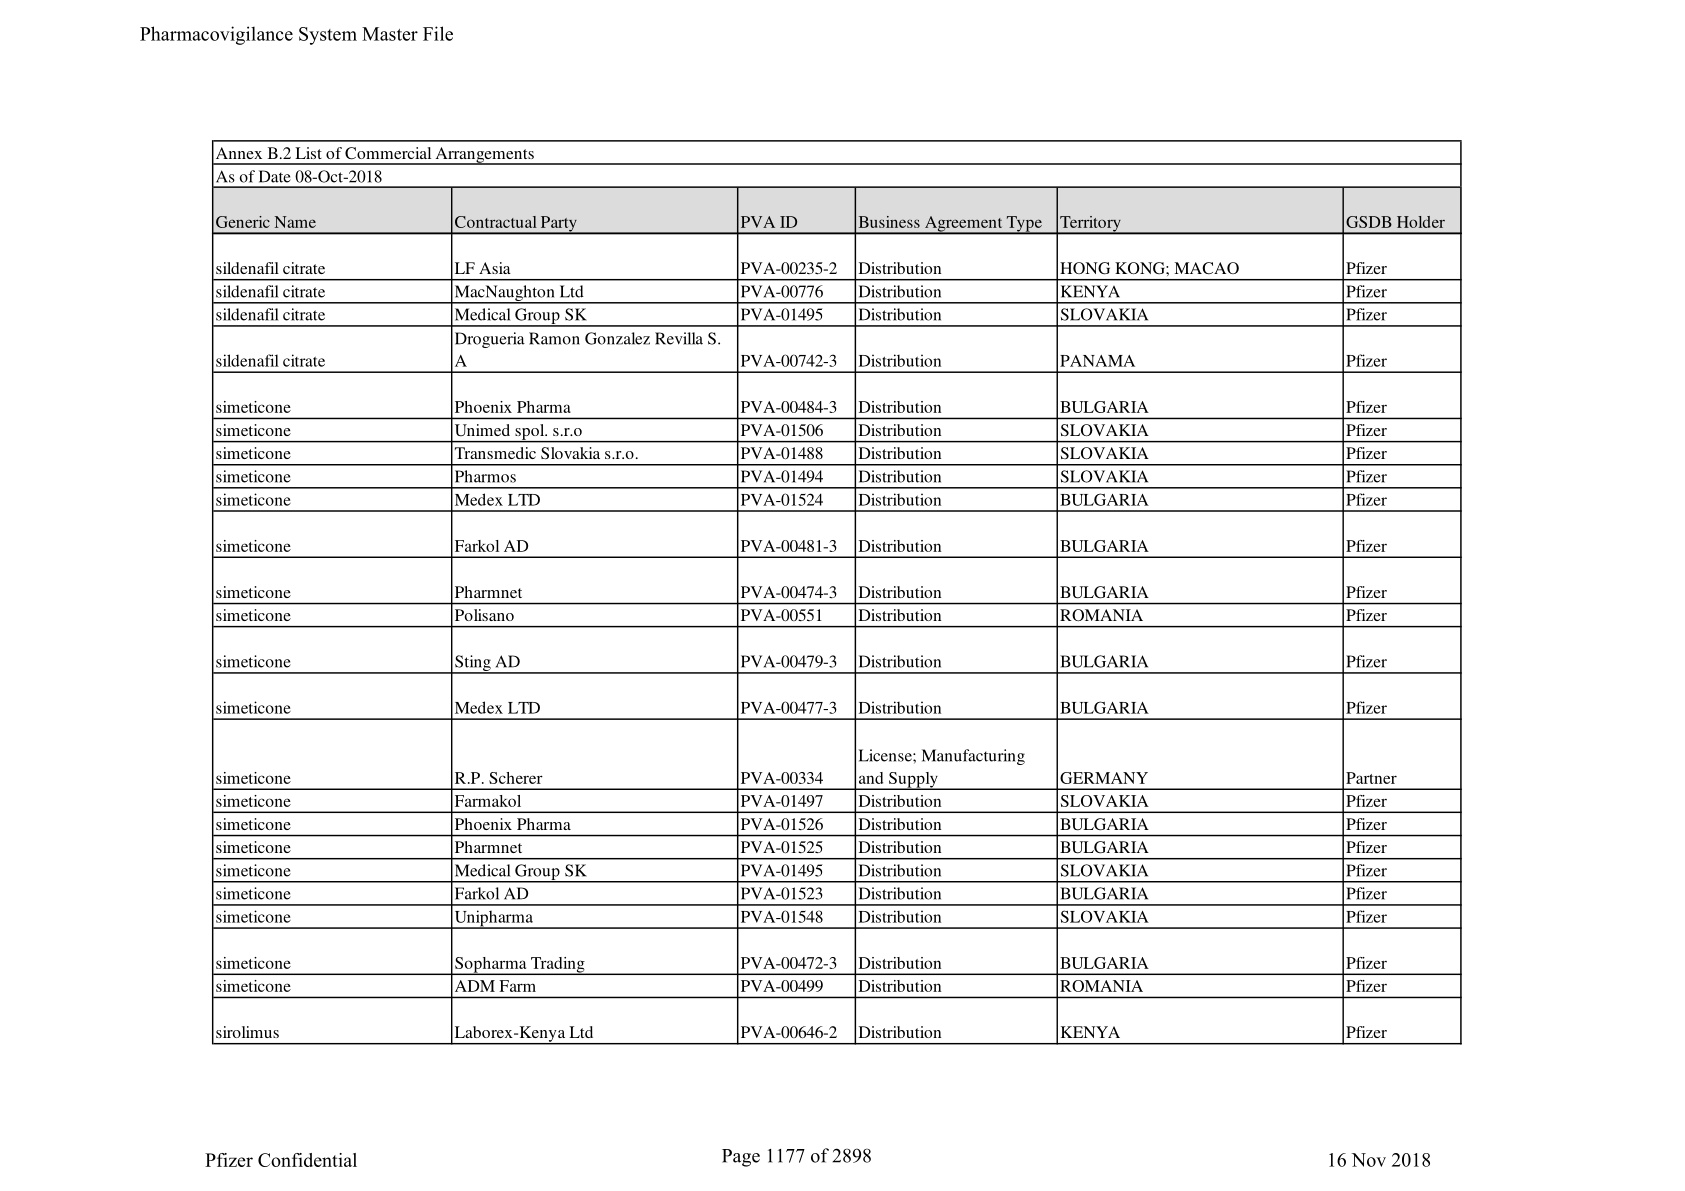 Pharmacovigilance System Master File
Annex B.2 List of Commercial Arrangements
As of Date 08-Oct-2018
Generic Name Contractual Party PVA ID Business Agreement Type Territory GSDB Holder
sildenafil citrate LF Asia PVA-00235-2 Distribution HONG KONG; MACAO Pfizer
sildenafil citrate MacNaughton Ltd PVA-00776 Distribution KENYA Pfizer
sildenafil citrate Medical Group SK PVA-01495 Distribution SLOVAKIA Pfizer
Drogueria Ramon Gonzalez Revilla S.
sildenafil citrate A PVA-00742-3 Distribution PANAMA Pfizer
simeticone Phoenix Pharma PVA-00484-3 Distribution BULGARIA Pfizer
simeticone Unimed spol. s.r.o PVA-01506 Distribution SLOVAKIA Pfizer
simeticone Transmedic Slovakia s.r.o. PVA-01488 Distribution SLOVAKIA Pfizer
simeticone Pharmos PVA-01494 Distribution SLOVAKIA Pfizer
simeticone Medex LTD PVA-01524 Distribution BULGARIA Pfizer
simeticone Farkol AD PVA-00481-3 Distribution BULGARIA Pfizer
simeticone Pharmnet PVA-00474-3 Distribution BULGARIA Pfizer
simeticone Polisano PVA-00551 Distribution ROMANIA Pfizer
simeticone Sting AD PVA-00479-3 Distribution BULGARIA Pfizer
simeticone Medex LTD PVA-00477-3 Distribution BULGARIA Pfizer
License; Manufacturing
simeticone R.P. Scherer PVA-00334 and Supply GERMANY Partner
simeticone Farmakol PVA-01497 Distribution SLOVAKIA Pfizer
simeticone Phoenix Pharma PVA-01526 Distribution BULGARIA Pfizer
simeticone Pharmnet PVA-01525 Distribution BULGARIA Pfizer
simeticone Medical Group SK PVA-01495 Distribution SLOVAKIA Pfizer
simeticone Farkol AD PVA-01523 Distribution BULGARIA Pfizer
simeticone Unipharma PVA-01548 Distribution SLOVAKIA Pfizer
simeticone Sopharma Trading PVA-00472-3 Distribution BULGARIA Pfizer
simeticone ADM Farm PVA-00499 Distribution ROMANIA Pfizer
sirolimus Laborex-Kenya Ltd PVA-00646-2 Distribution KENYA Pfizer
Pfizer Confidential Page 1177 of 2898 16 Nov 2018